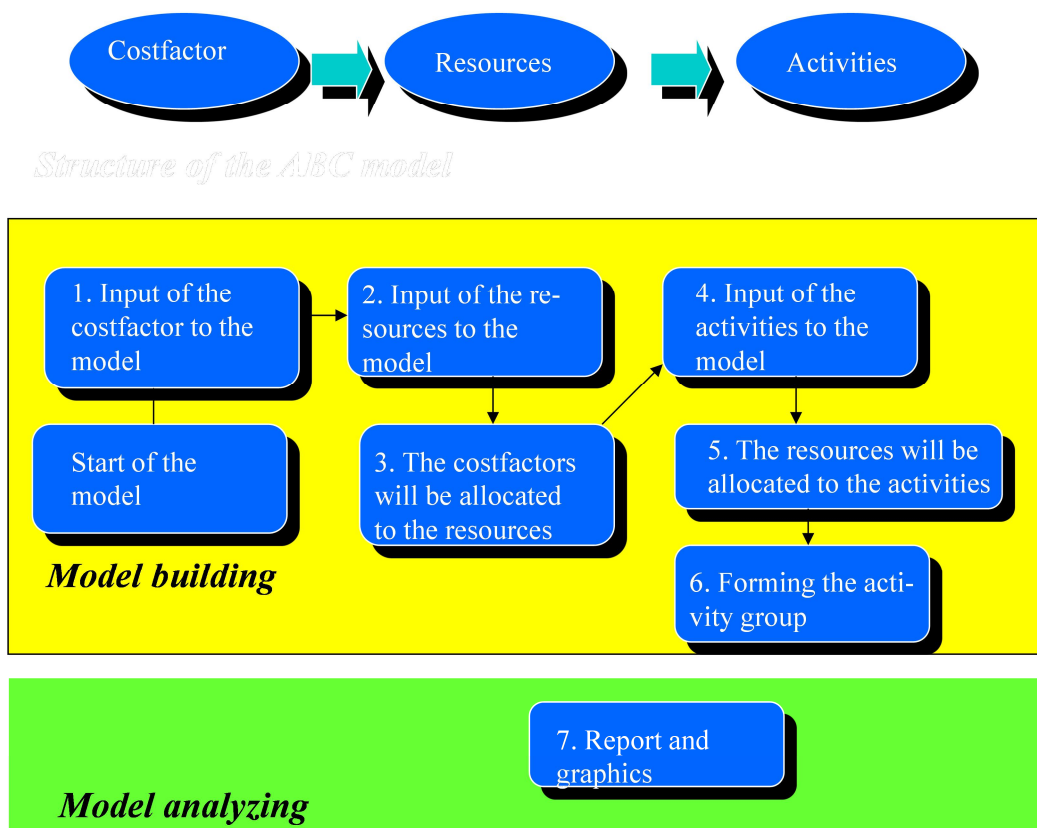 Costfactor
Resources
Activities
Structure of the ABC model
1. Input of the
costfactor to the
model
2. Input of the re-
sources to the
model
4. Input of the
activities to the
model
Start of the
model
3. The costfactors
will be allocated
to the resources
5. The resources will be
allocated to the activities
Model building
6. Forming the acti-
vity group
7. Report and
graphics
Model analyzing